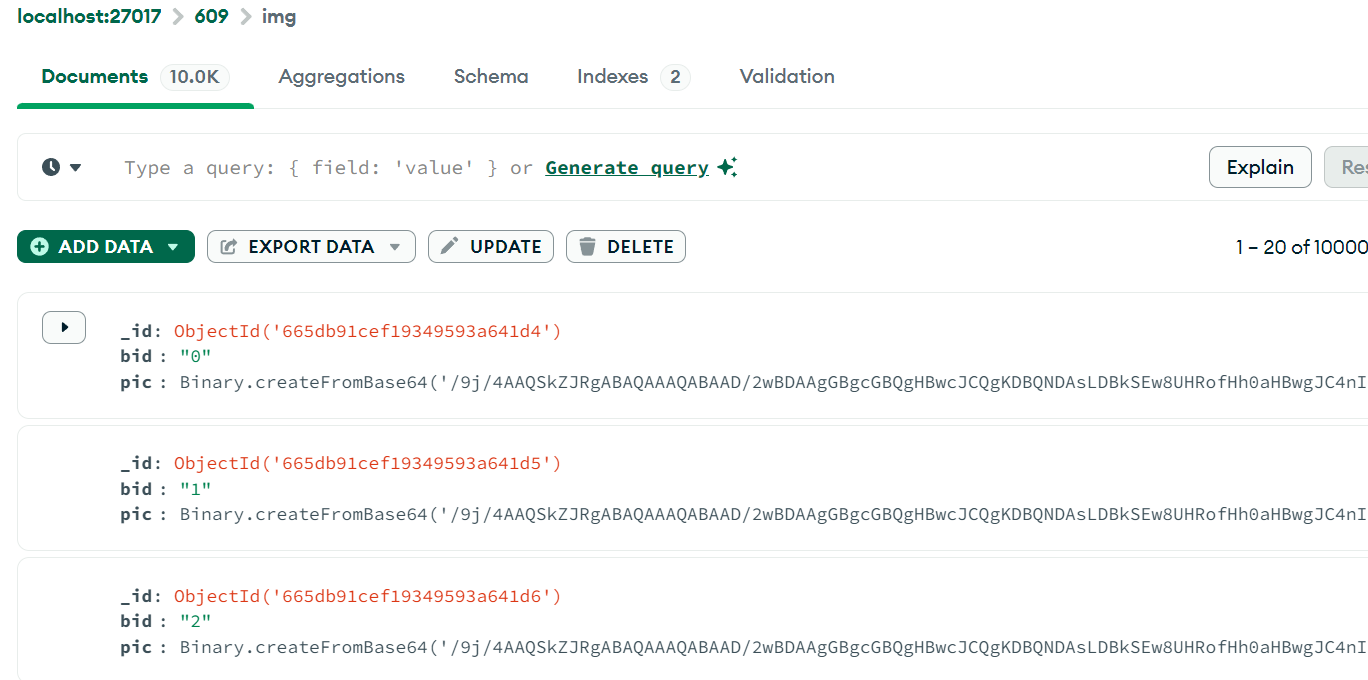 localhost:27017 > 609 > img
Documents 10.0K Aggregations Schema Indexes 2 Validation
Type a query: { field: 'value' } or Generate query Explain Res
ADD DATA EXPORT DATA UPDATE DELETE 1 – 20 of 10000
_id: ObjectId('665db91cef19349593a641d4')
bid : "0"
pic : Binary.createFromBase64('/9j/4AAQSkZJRgABAQAAAQABAAD/2wBDAAgGBgcGBQgHBwcJCQgKDBQNDAsLDBkSEw8UHRofHh0aHBwgJC4nI
_id: ObjectId('665db91cef19349593a641d5')
bid : "1"
pic : Binary.createFromBase64('/9j/4AAQSkZJRgABAQAAAQABAAD/2wBDAAgGBgcGBQgHBwcJCQgKDBQNDAsLDBkSEw8UHRofHh0aHBwgJC4nI
_id: ObjectId('665db91cef19349593a641d6')
bid : "2"
pic : Binary.createFromBase64('/9j/4AAQSkZJRgABAQAAAQABAAD/2wBDAAgGBgcGBQgHBwcJCQgKDBQNDAsLDBkSEw8UHRofHh0aHBwgJC4nI